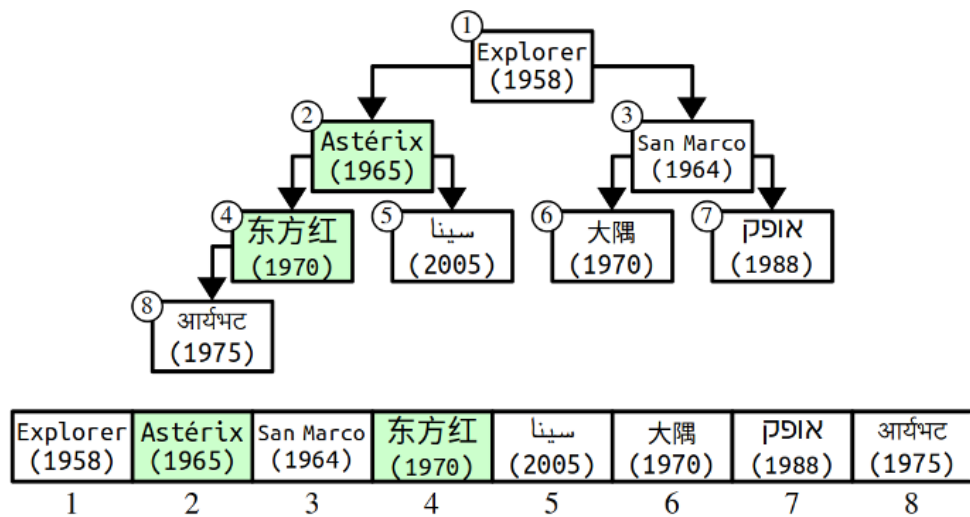 1
Explorer
(1958)
2
Astérix
(1965)
3
San Marco
(1964)
4
东方红
(1970)
5
سينا
(2005)
6
大隅
(1970)
7
אופק
(1988)
8
आर्यभट
(1975)
Explorer Astérix San Marco 东方红 سينا 大隅 אופק आर्यभट
(1958) (1965) (1964) (1970) (2005) (1970) (1988) (1975)
1 2 3 4 5 6 7 8